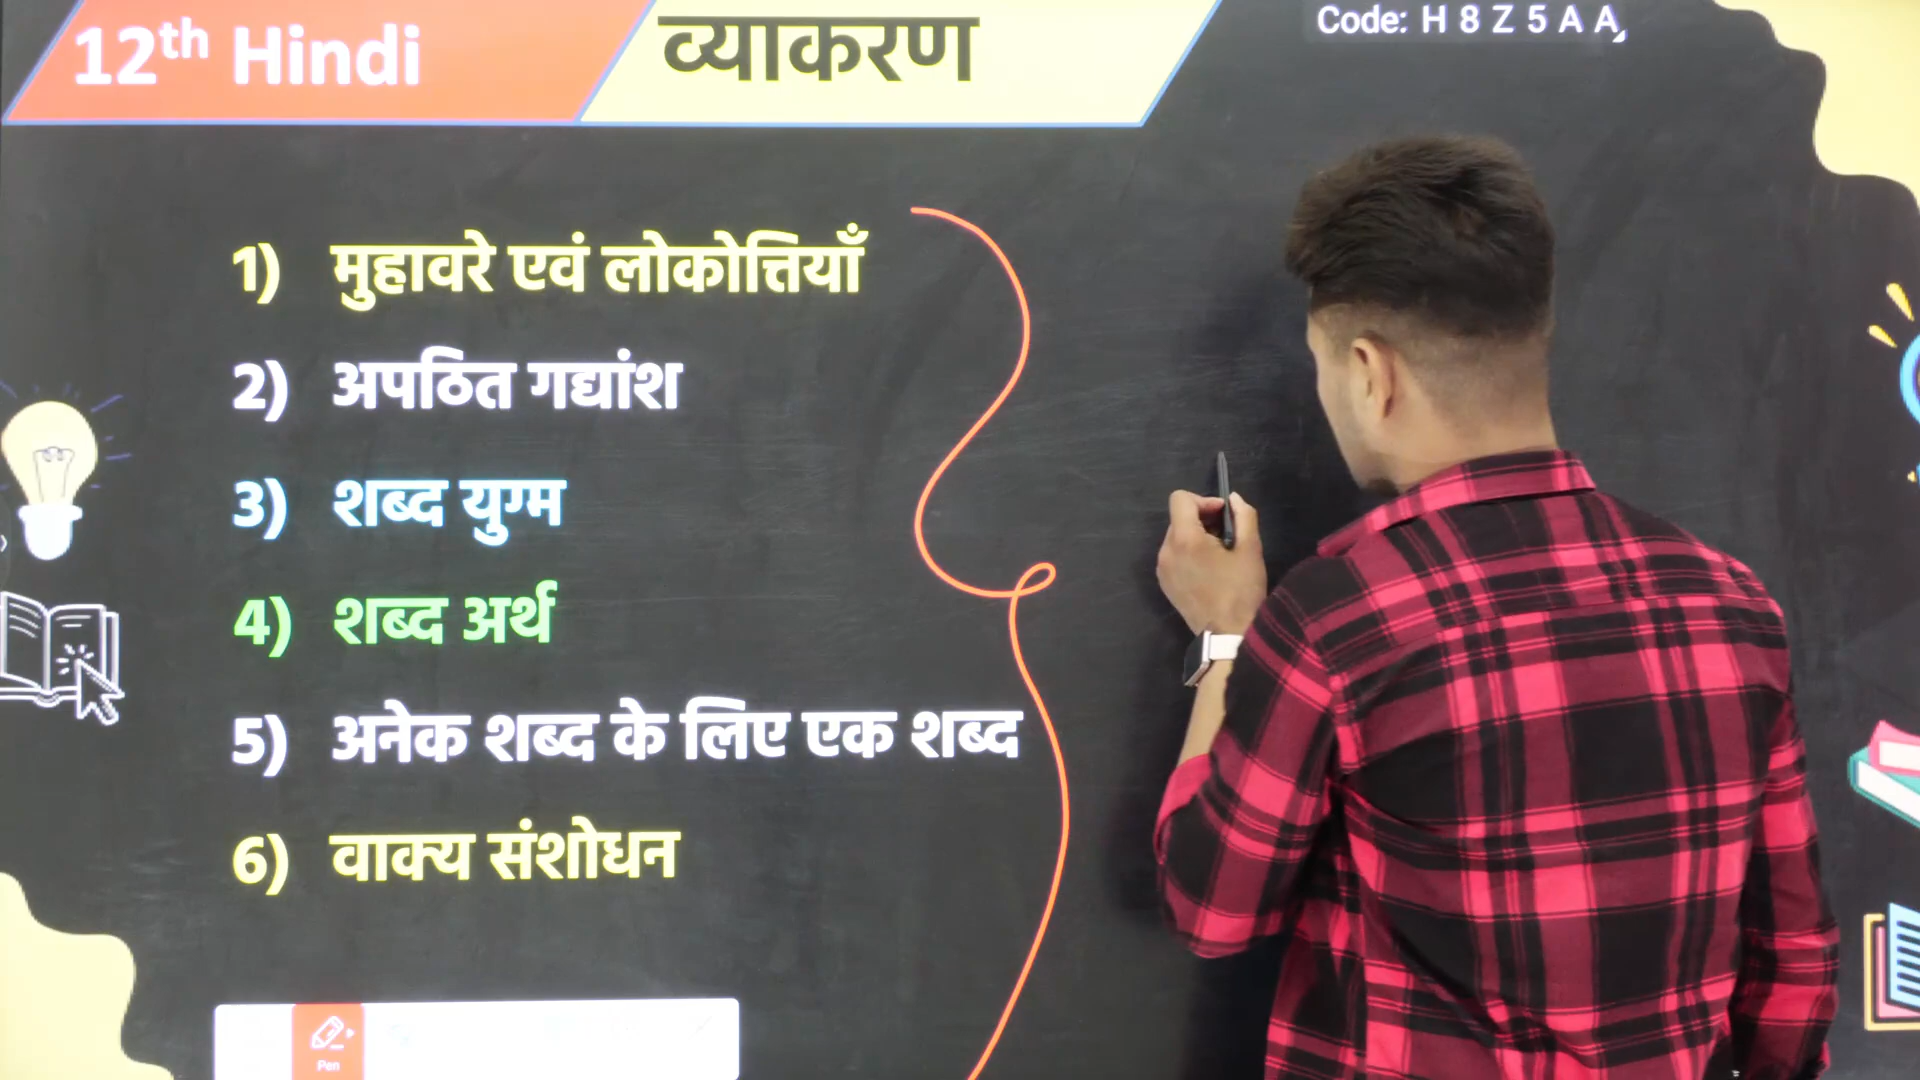 12th Hindi
व्याकरण
Code: H 8 Z 5 A A
1) मुहावरे एवं लोकोत्तियाँ
2) अपठित गद्यांश
3) शब्द युग्म
4) शब्द अर्थ
5) अनेक शब्द के लिए एक शब्द
6) वाक्य संशोधन
Pen